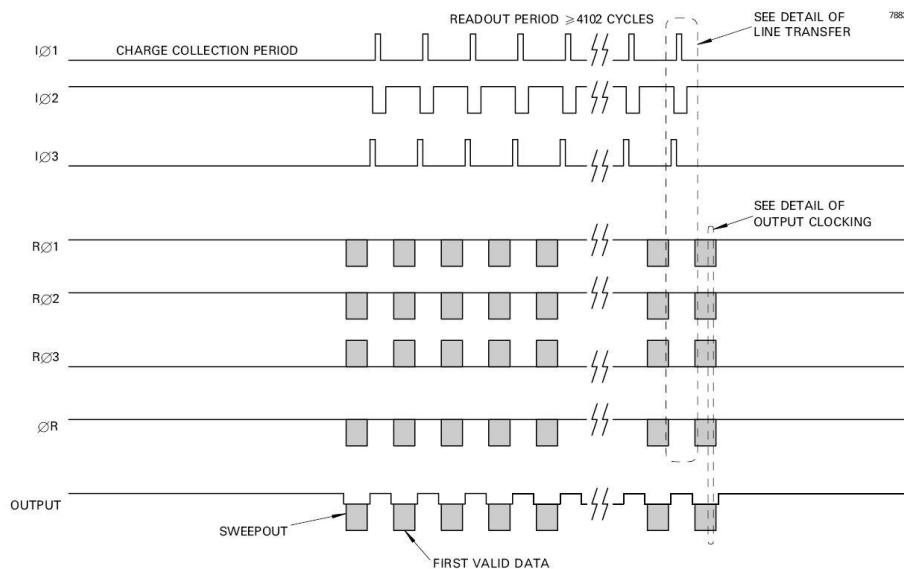 READOUT PERIOD ⩾4102 CYCLES
SEE DETAIL OF
LINE TRANSFER
788
IØ1
CHARGE COLLECTION PERIOD
IØ2
IØ3
SEE DETAIL OF
OUTPUT CLOCKING
RØ1
RØ2
RØ3
ØR
OUTPUT
SWEEPOUT
FIRST VALID DATA